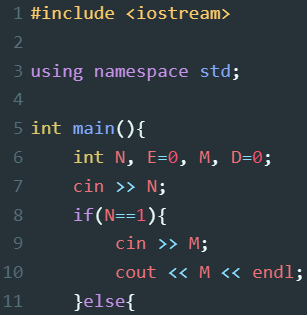 1 #include <iostream>
2
3 using namespace std;
4
5 int main(){
6     int N, E=0, M, D=0;
7     cin >> N;
8     if(N==1){
9         cin >> M;
10         cout << M << endl;
11     }else{